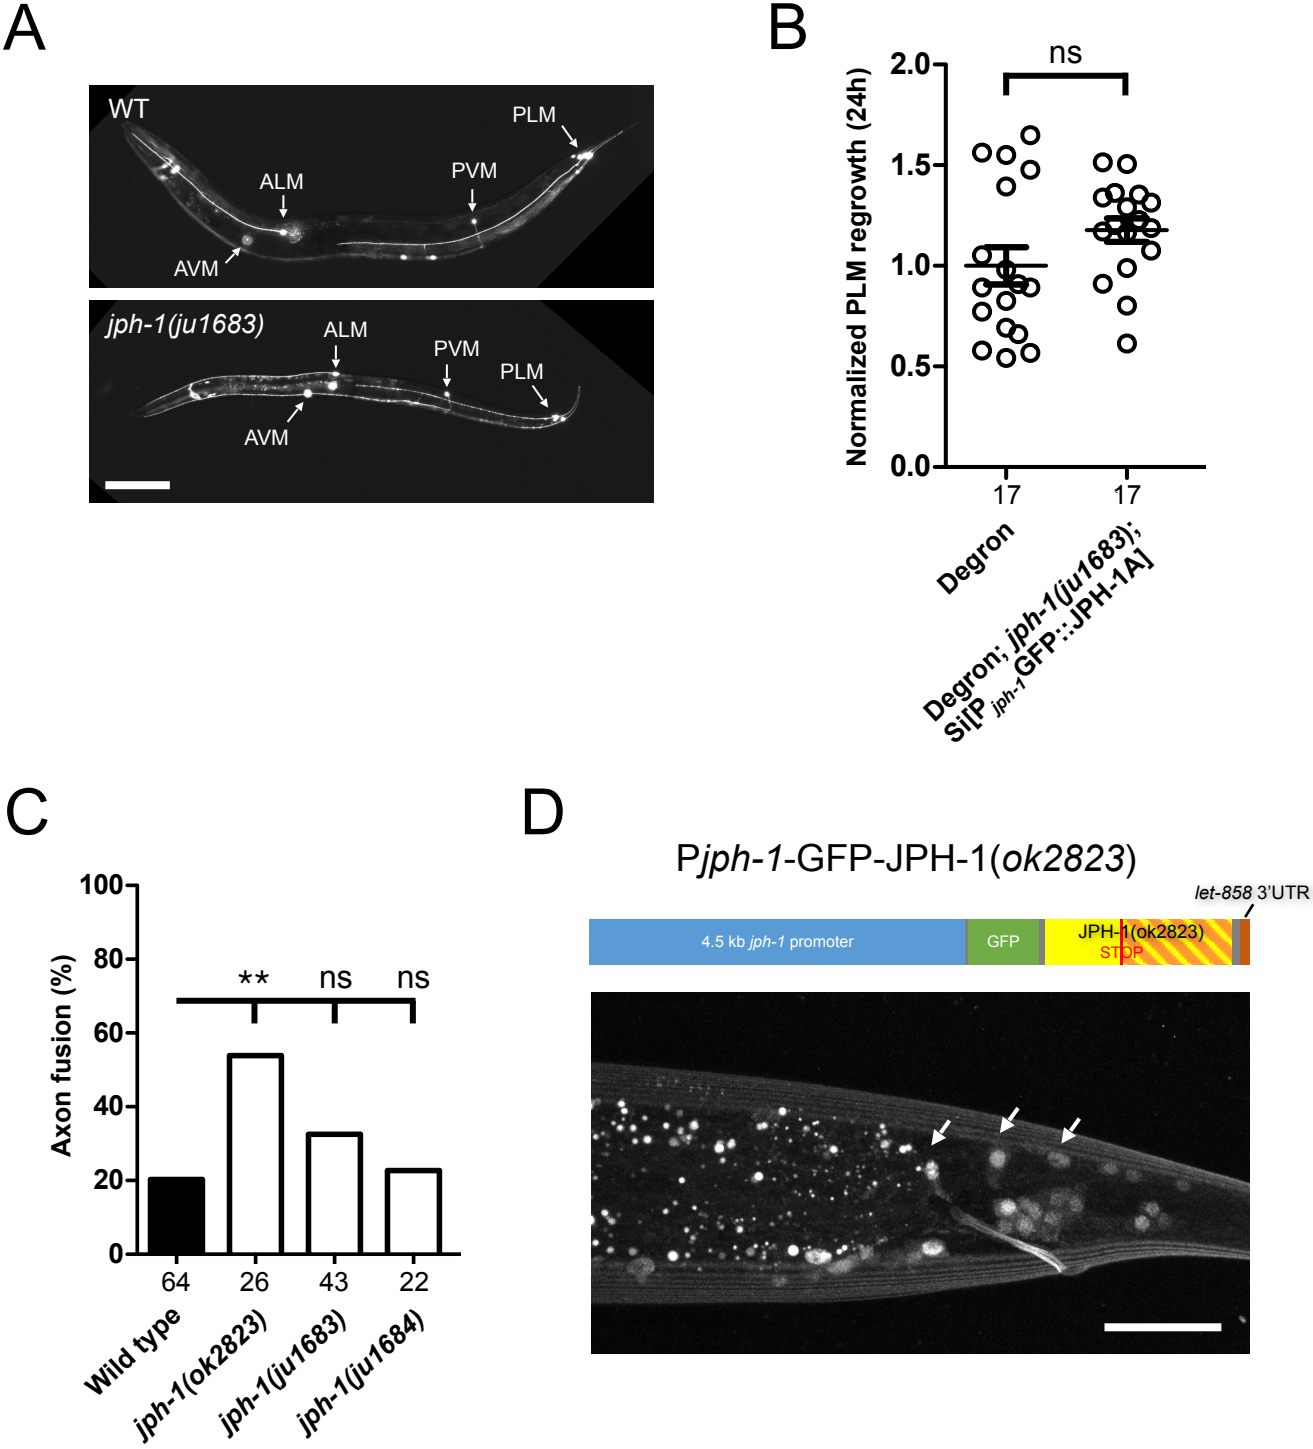 A
WT
ALM
AVM
PVM
PLM
jph-1(ju1683)
ALM
AVM
PVM
PLM
B
ns
Normalized PLM regrowth (24h)
2.0
1.5
1.0
0.5
0.0
17
17
Degron
Degron; jph-1(ju1683);
Si[Pjph-1GFP::JPH-1A]
C
Axon fusion (%)
100
80
60
40
20
0
**
ns
ns
64
26
43
22
Wild type
jph-1(ok2823)
jph-1(ju1683)
jph-1(ju1684)
D
Pjph-1-GFP-JPH-1(ok2823)
let-858 3’UTR
4.5 kb jph-1 promoter
GFP
JPH-1(ok2823)
STOP